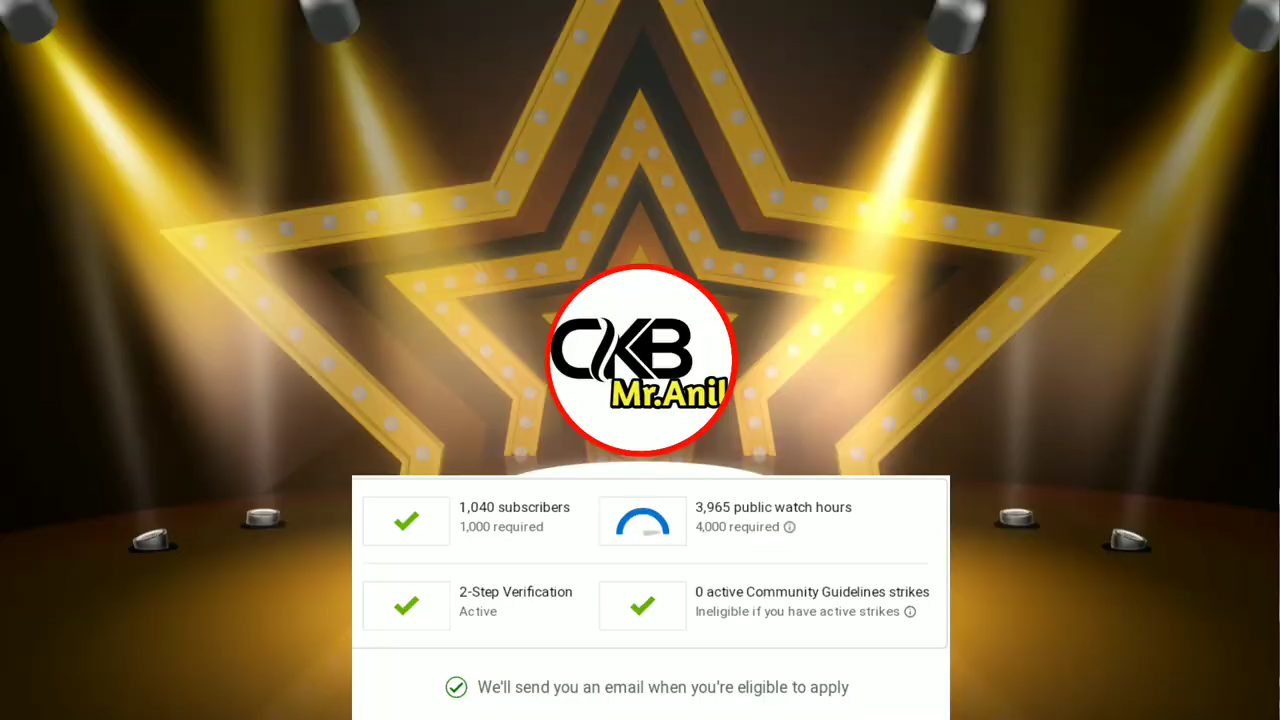 CKB
Mr.Anil
1,040 subscribers
1,000 required
3,965 public watch hours
4,000 required
2-Step Verification
Active
0 active Community Guidelines strikes
Ineligible if you have active strikes
We'll send you an email when you're eligible to apply